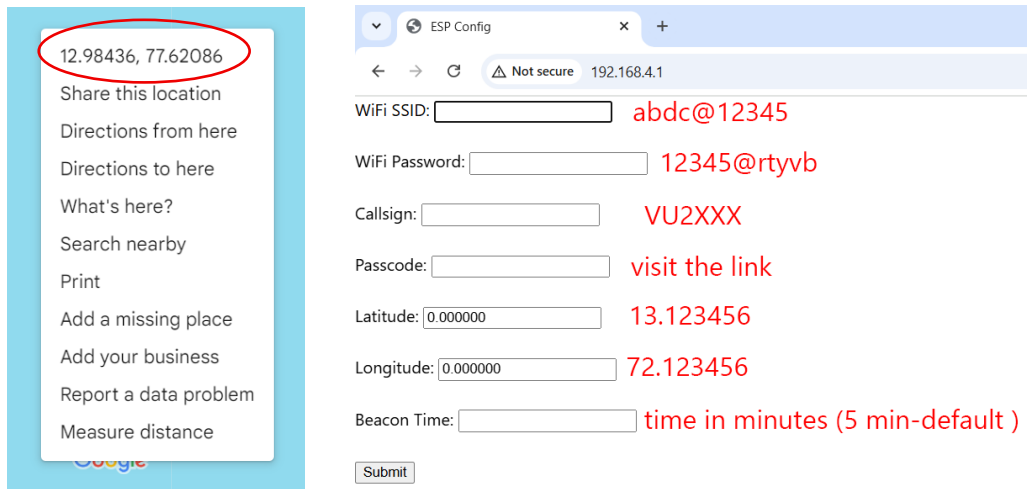 12.98436, 77.62086
Share this location
Directions from here
Directions to here
What's here?
Search nearby
Print
Add a missing place
Add your business
Report a data problem
Measure distance
Google
ESP Config
Not secure 192.168.4.1
WiFi SSID: abdc@12345
WiFi Password: 12345@rtyvb
Callsign: VU2XXX
Passcode: visit the link
Latitude: 0.000000 13.123456
Longitude: 0.000000 72.123456
Beacon Time: time in minutes (5 min-default )
Submit